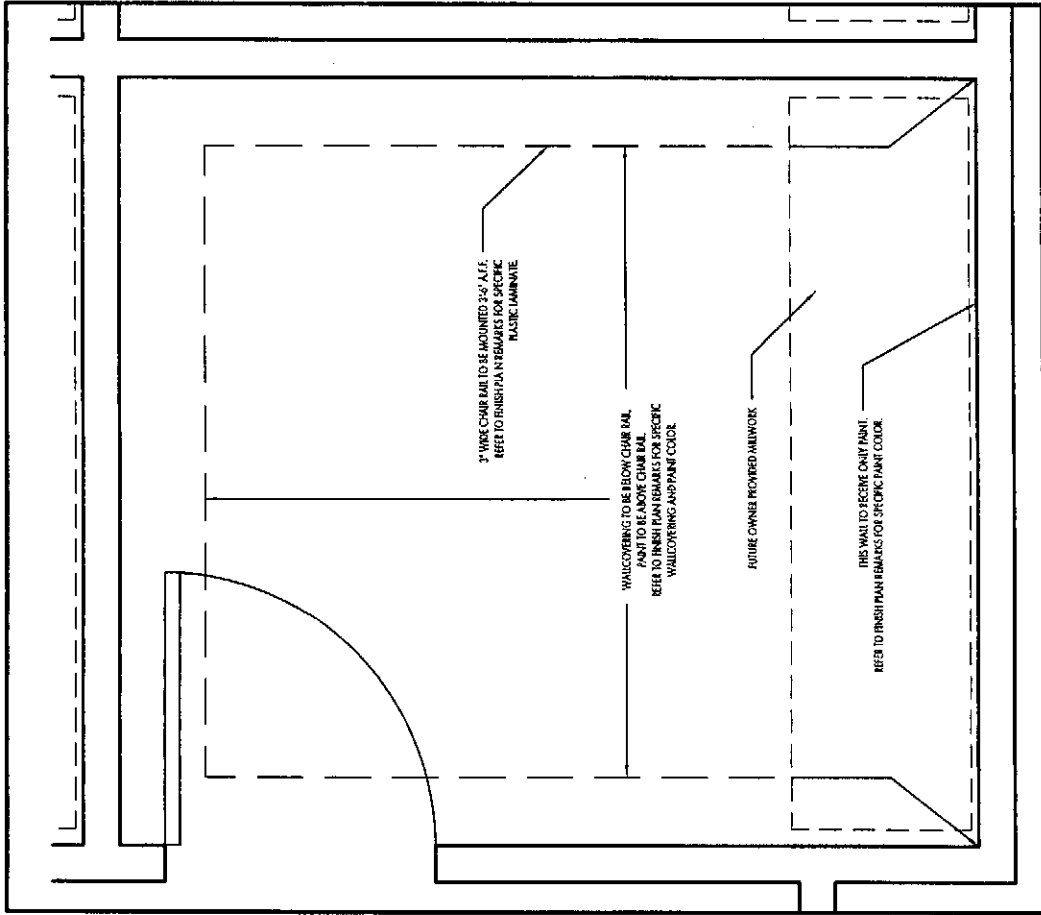 3" WIDE CHAIR RAIL TO BE MOUNTED 3'-6" A.F.F.
REFER TO FINISH PLAN REMARKS FOR SPECIFIC
PLASTIC LAMINATE.
WALLCOVERING TO BE BELOW CHAIR RAIL,
PAINT TO BE ABOVE CHAIR RAIL.
REFER TO FINISH PLAN REMARKS FOR SPECIFIC
WALLCOVERING AND PAINT COLOR.
FUTURE OWNER PROVIDED MILLWORK
THIS WALL TO RECEIVE ONLY PAINT.
REFER TO FINISH PLAN REMARKS FOR SPECIFIC PAINT COLOR.